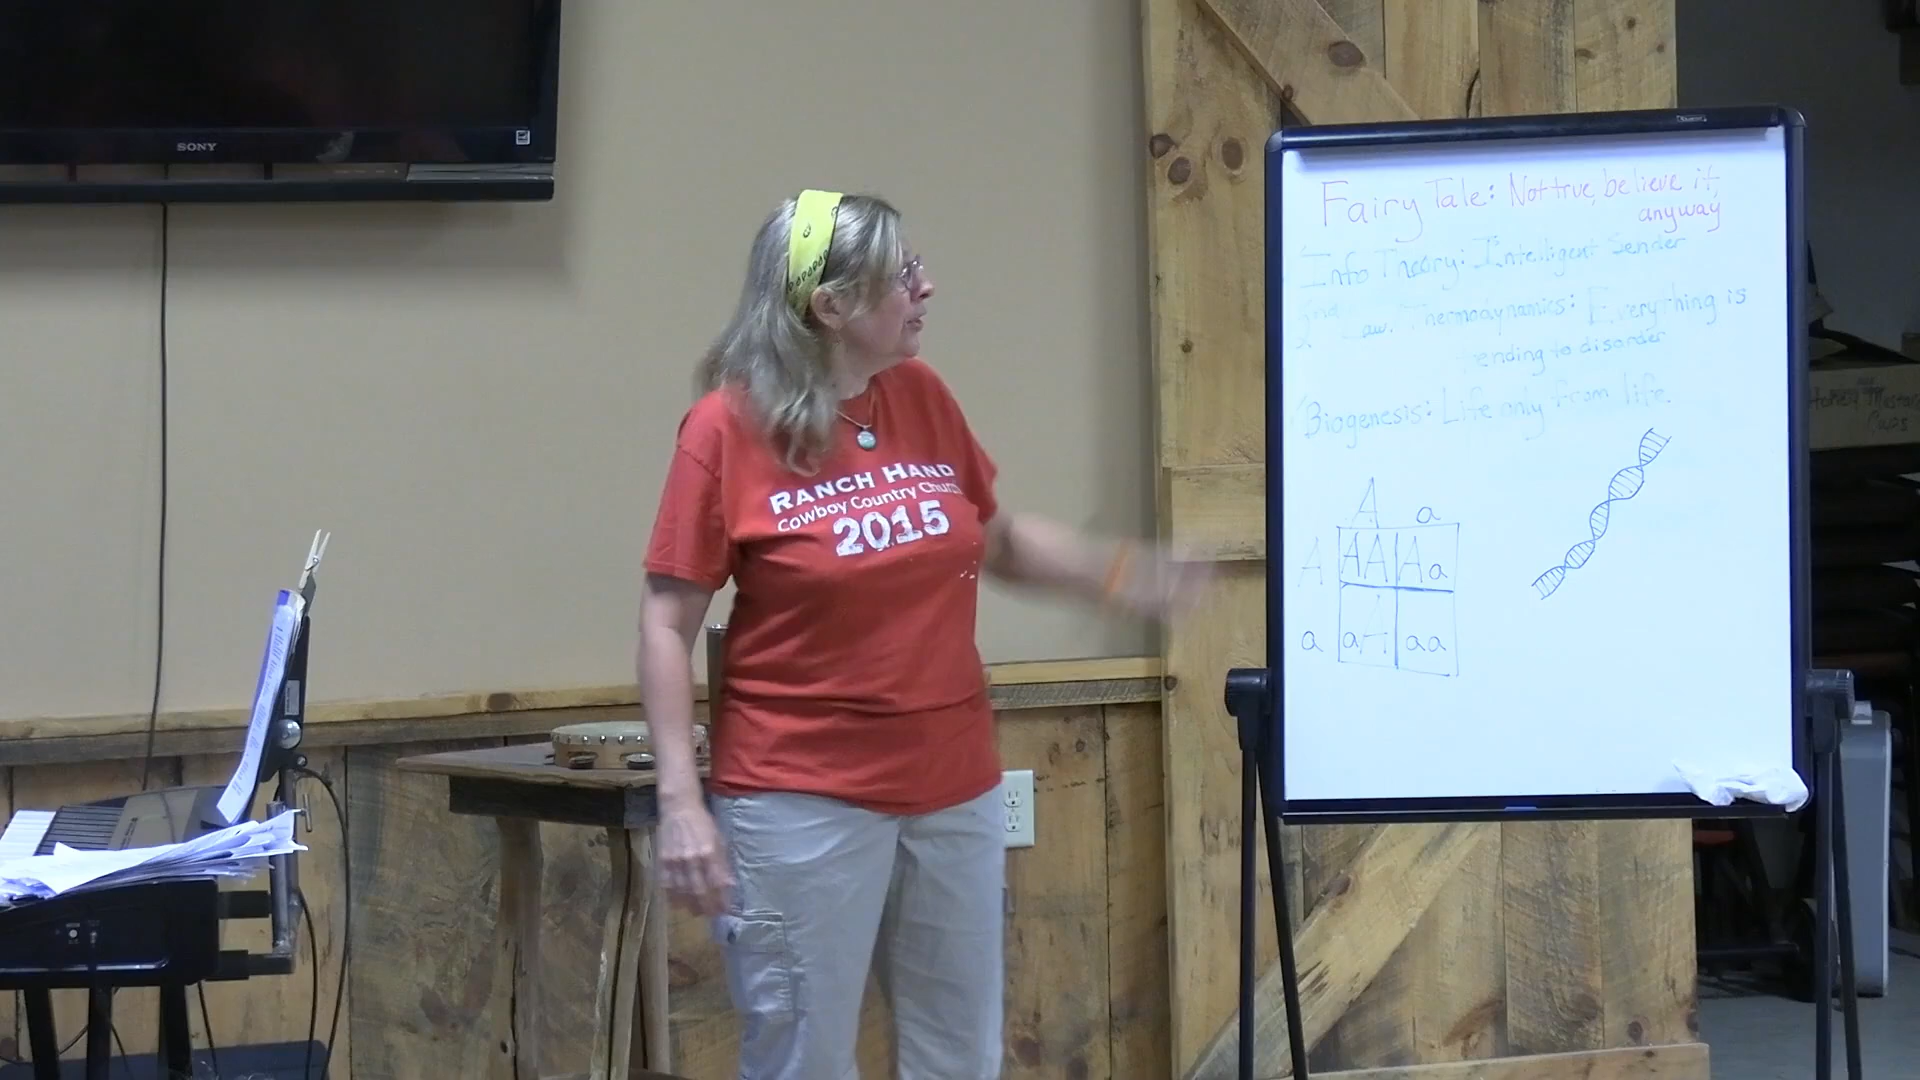 SONY
RANCH HAND
Cowboy Country Church
2015
Fairy Tale: Not true, believe it,
anyway
Info Theory: Intelligent Sender
2nd Law. Thermodynamics: Everything is
tending to disorder
Biogenesis: Life only from life.
A a
A AA Aa
a aA aa